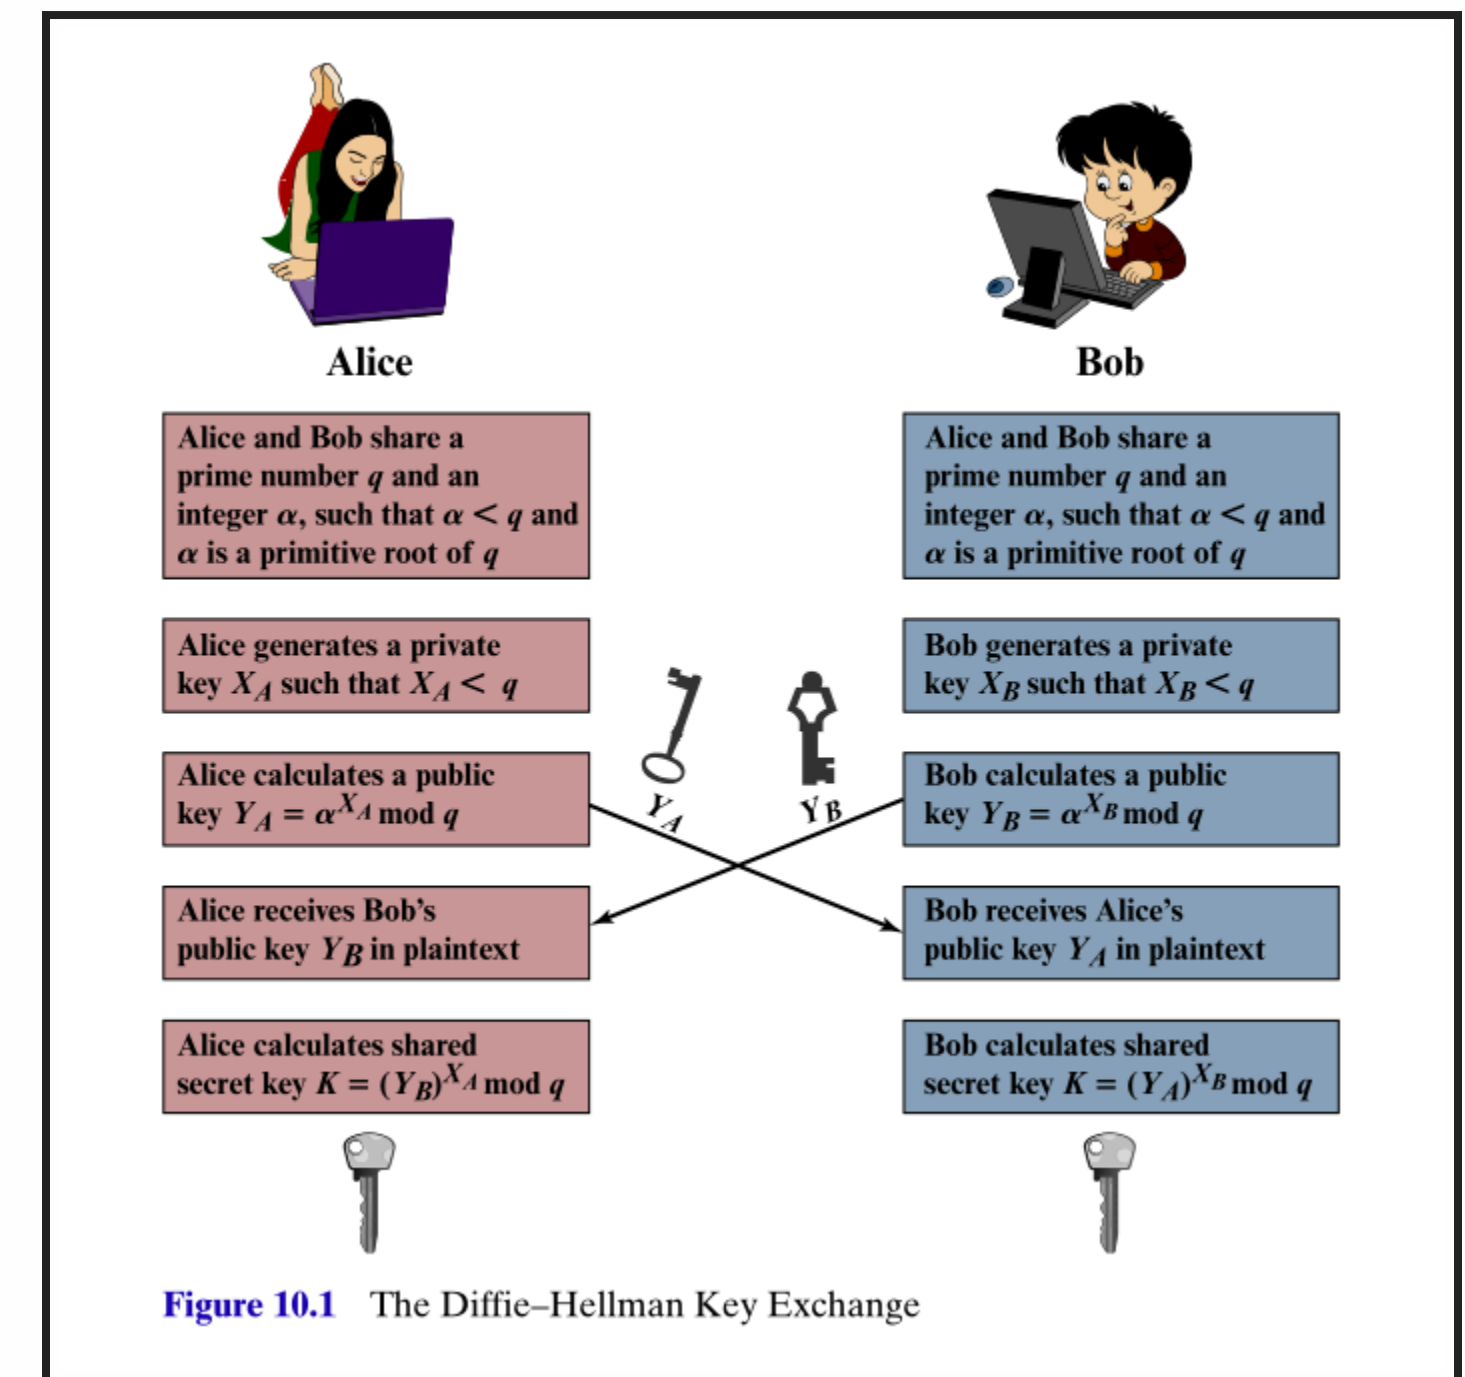 Alice
Bob
Alice and Bob share a
prime number q and an
integer α, such that α < q and
α is a primitive root of q
Alice and Bob share a
prime number q and an
integer α, such that α < q and
α is a primitive root of q
Alice generates a private
key X_A such that X_A < q
Bob generates a private
key X_B such that X_B < q
Alice calculates a public
key Y_A = α^{X_A} mod q
Y_A
Y_B
Bob calculates a public
key Y_B = α^{X_B} mod q
Alice receives Bob’s
public key Y_B in plaintext
Bob receives Alice’s
public key Y_A in plaintext
Alice calculates shared
secret key K = (Y_B)^{X_A} mod q
Bob calculates shared
secret key K = (Y_A)^{X_B} mod q
Figure 10.1 The Diffie–Hellman Key Exchange